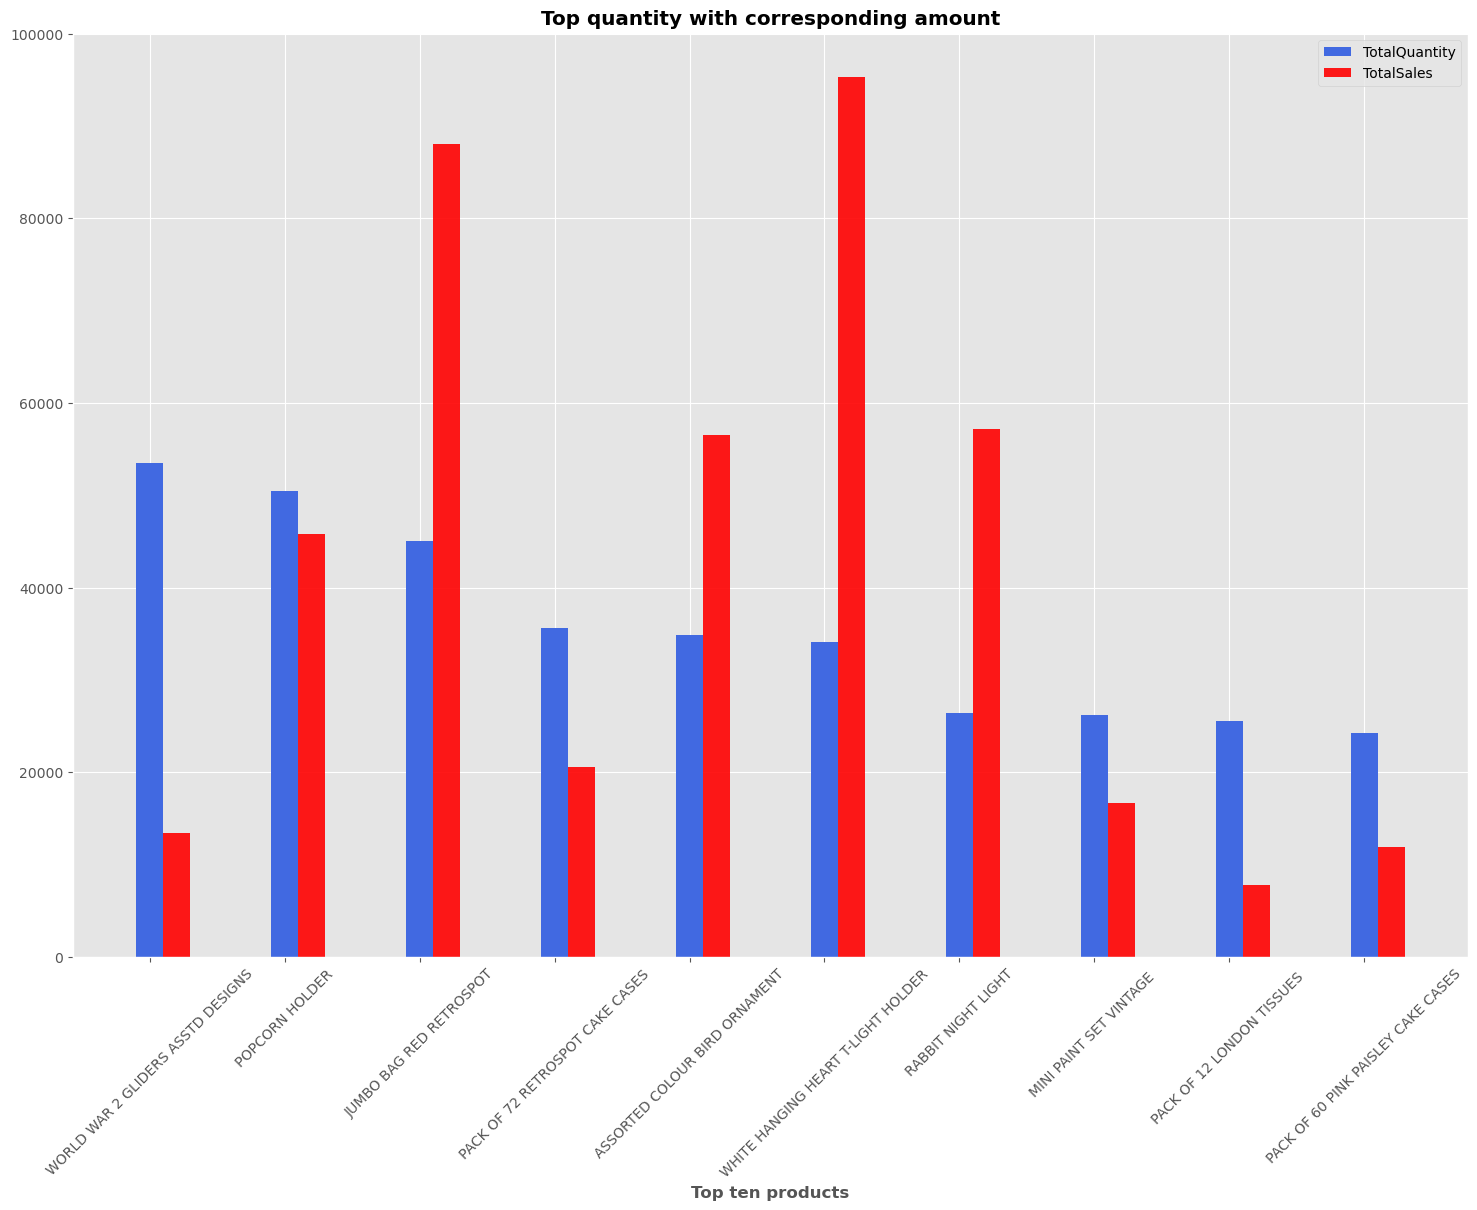 Top quantity with corresponding amount
TotalQuantity
TotalSales
100000
80000
60000
40000
20000
0
WORLD WAR 2 GLIDERS ASSTD DESIGNS
POPCORN HOLDER
JUMBO BAG RED RETROSPOT
PACK OF 72 RETROSPOT CAKE CASES
ASSORTED COLOUR BIRD ORNAMENT
WHITE HANGING HEART T-LIGHT HOLDER
RABBIT NIGHT LIGHT
MINI PAINT SET VINTAGE
PACK OF 12 LONDON TISSUES
PACK OF 60 PINK PAISLEY CAKE CASES
Top ten products